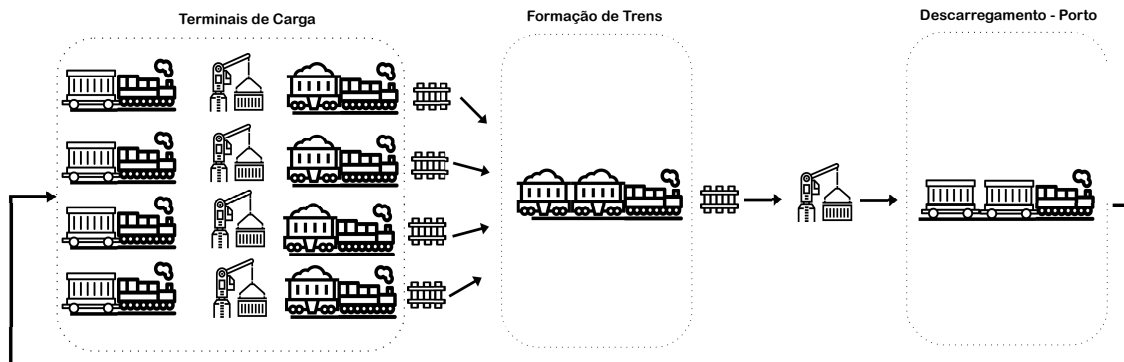 Terminais de Carga
Formação de Trens
Descarregamento - Porto